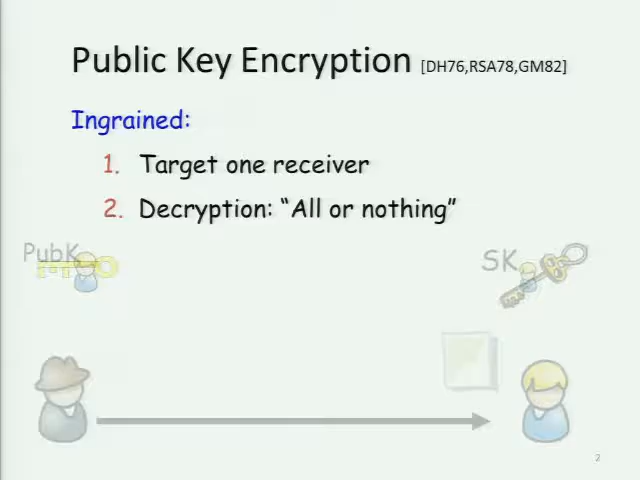 Public Key Encryption [DH76,RSA78,GM82]
Ingrained:
1. Target one receiver
2. Decryption: “All or nothing”
PubK
SK
2